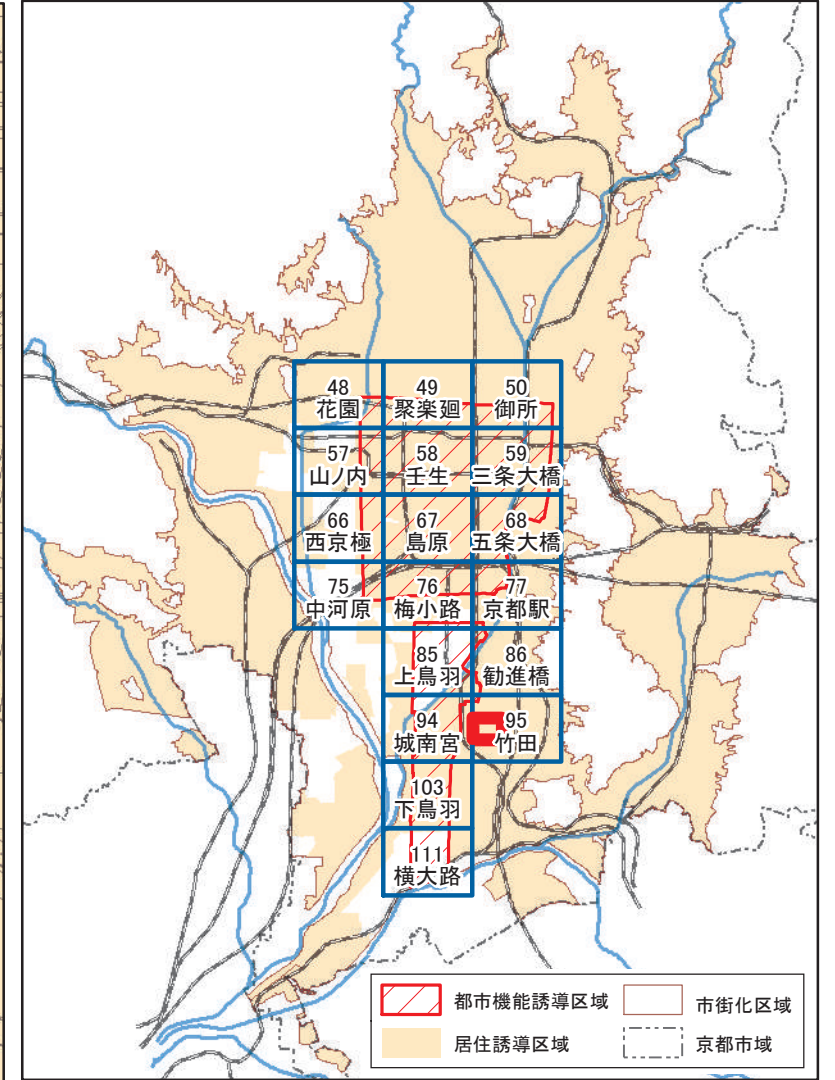 48
花園
49
聚楽廻
50
御所
57
山ノ内
58
壬生
59
三条大橋
66
西京極
67
島原
68
五条大橋
75
中河原
76
梅小路
77
京都駅
85
上鳥羽
86
勧進橋
94
城南宮
95
竹田
103
下鳥羽
111
横大路
都市機能誘導区域
市街化区域
居住誘導区域
京都市域